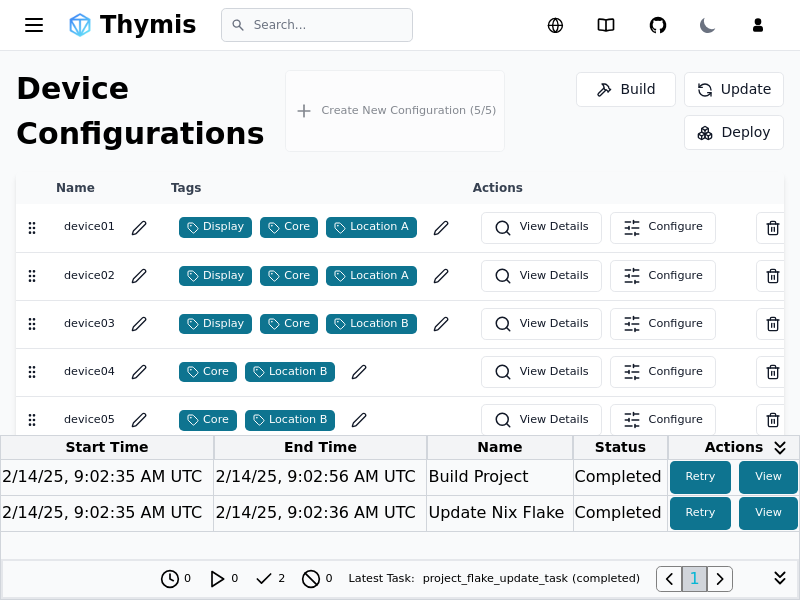 Thymis
Search...
Device
Configurations
Create New Configuration (5/5)
Build
Update
Deploy
Name Tags Actions
device01 Display Core Location A View Details Configure
device02 Display Core Location A View Details Configure
device03 Display Core Location B View Details Configure
device04 Core Location B View Details Configure
device05 Core Location B View Details Configure
Start Time End Time Name Status Actions
2/14/25, 9:02:35 AM UTC 2/14/25, 9:02:56 AM UTC Build Project Completed Retry View
2/14/25, 9:02:35 AM UTC 2/14/25, 9:02:36 AM UTC Update Nix Flake Completed Retry View
0 0 2 0 Latest Task: project_flake_update_task (completed) 1